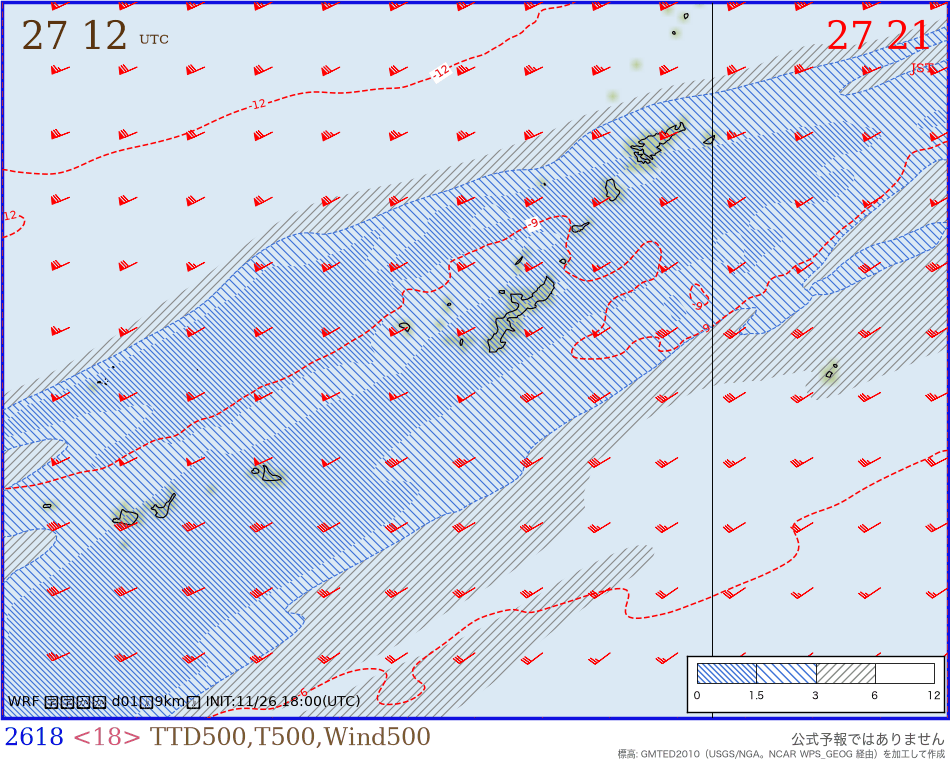 27 12 UTC
27 21
JST
-12
-12
12
-9
-9
-9
-6
WRF d01 9km INIT:11/26 18:00(UTC)
0 1.5 3 6 12
2618 <18> TTD500,T500,Wind500
公式予報ではありません
標高: GMTED2010（USGS/NGA。NCAR WPS_GEOG 経由）を加工して作成